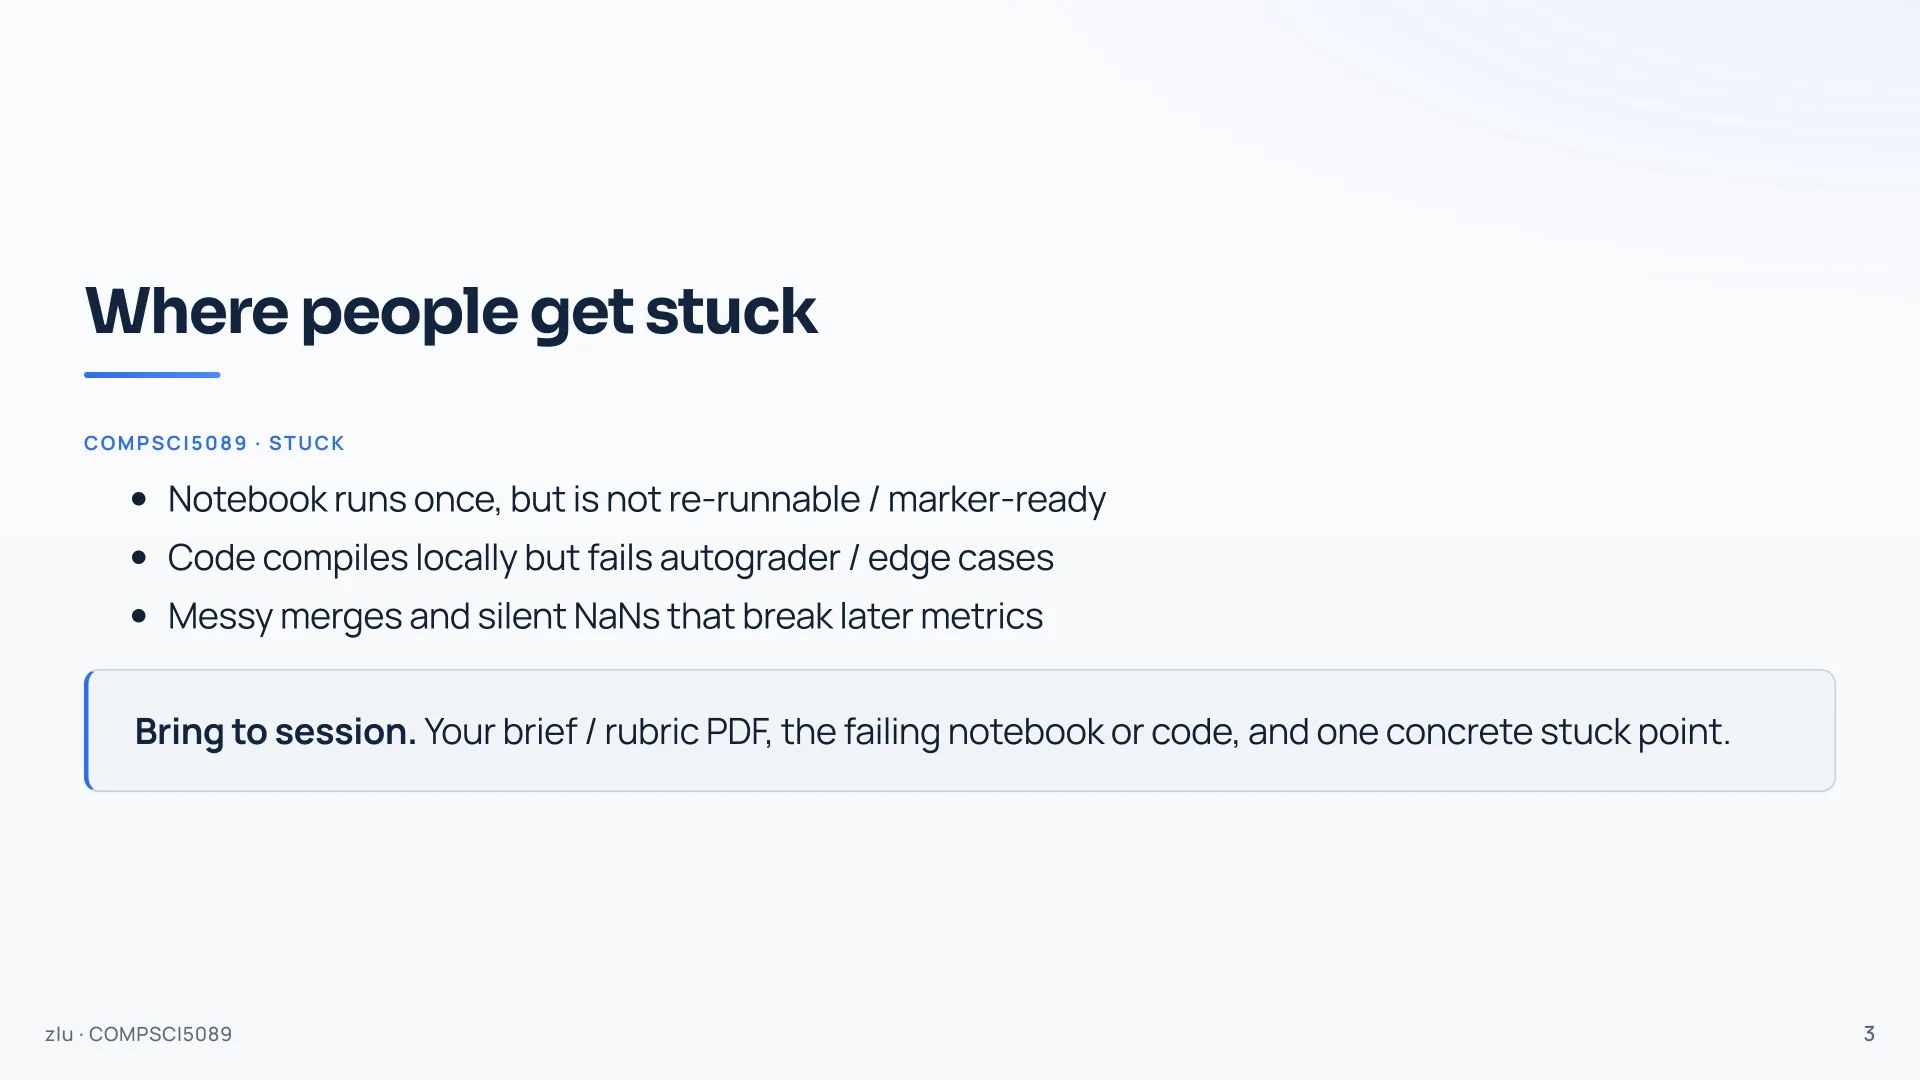 Where people get stuck
COMPSCI5089 · STUCK
• Notebook runs once, but is not re-runnable / marker-ready
• Code compiles locally but fails autograder / edge cases
• Messy merges and silent NaNs that break later metrics
Bring to session. Your brief / rubric PDF, the failing notebook or code, and one concrete stuck point.
zlu · COMPSCI5089
3